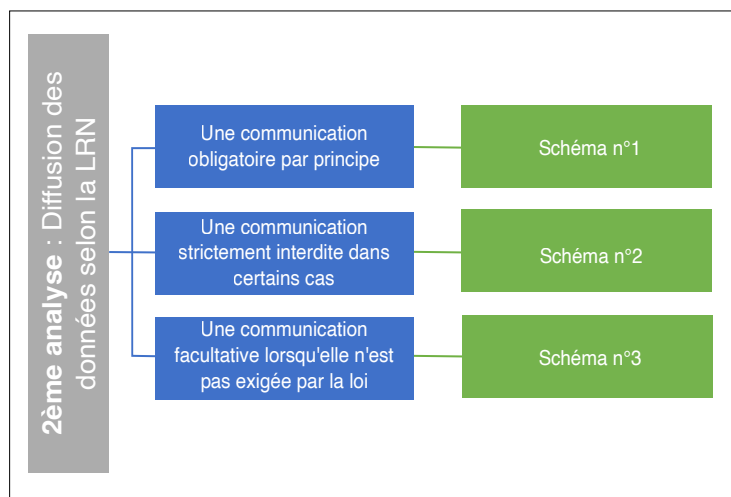 2ème analyse : Diffusion des
données selon la LRN
Une communication
obligatoire par principe
Schéma n°1
Une communication
strictement interdite dans
certains cas
Schéma n°2
Une communication
facultative lorsqu'elle n'est
pas exigée par la loi
Schéma n°3